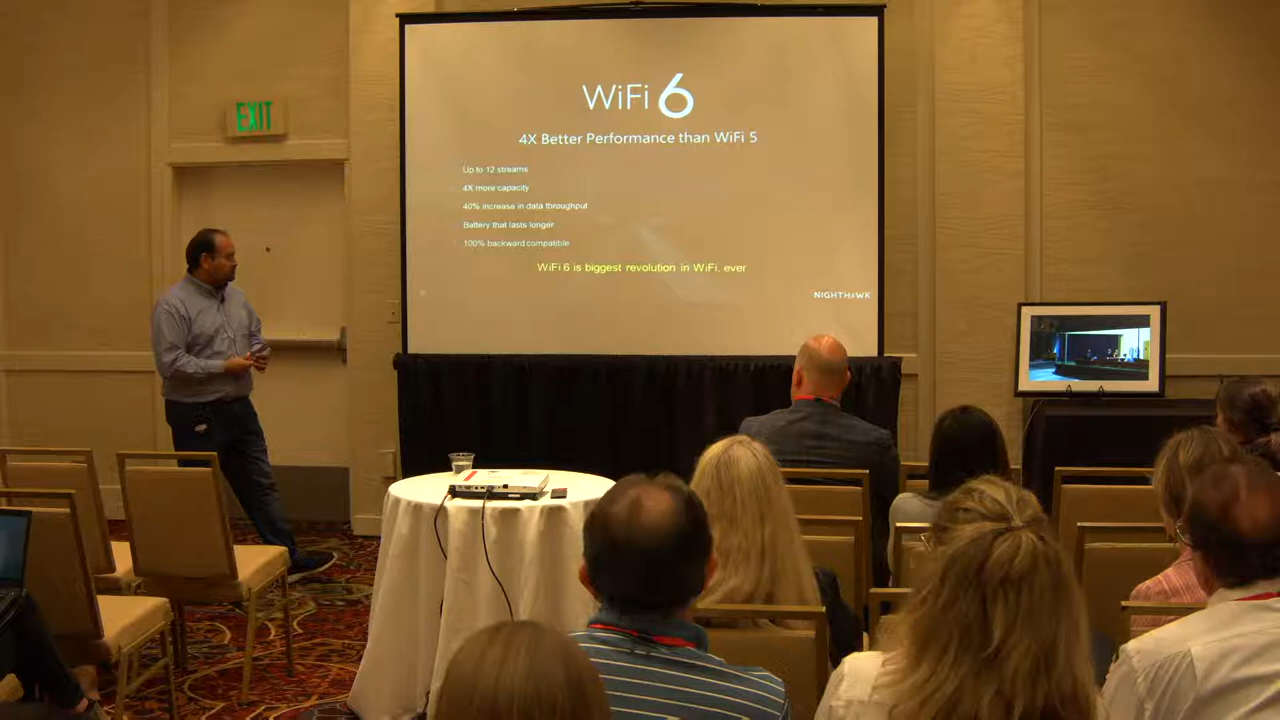 EXIT
WiFi 6
4X Better Performance than WiFi 5
Up to 12 streams
4X more capacity
40% increase in data throughput
Battery that lasts longer
100% backward compatible
WiFi 6 is biggest revolution in WiFi, ever
NIGHTHAWK